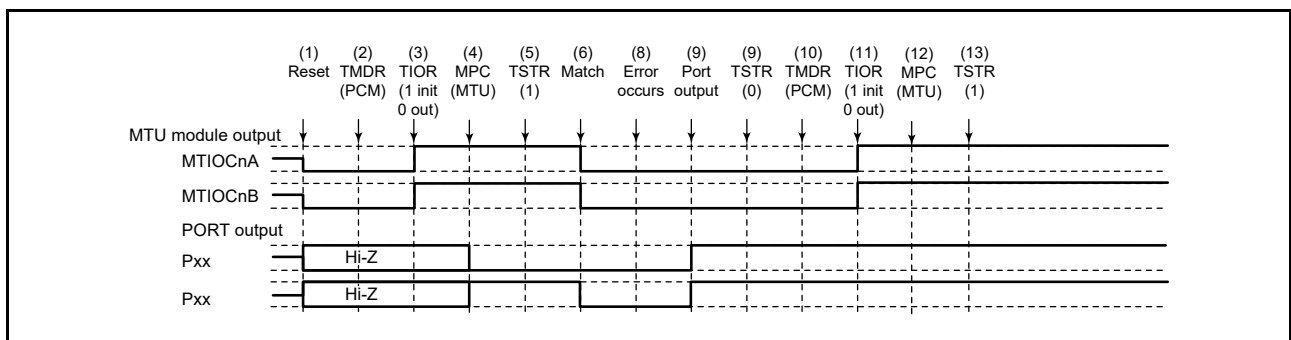 (1) (2) (3) (4) (5) (6) (8) (9) (9) (10) (11) (12) (13)
Reset TMDR TIOR MPC TSTR Match Error Port TSTR TMDR TIOR MPC TSTR
(PCM) (1 init (MTU) (1) occurs output (0) (PCM) (1 init (MTU) (1)
0 out) 0 out)
MTU module output
MTIOCnA
MTIOCnB
PORT output
Pxx Hi-Z
Pxx Hi-Z